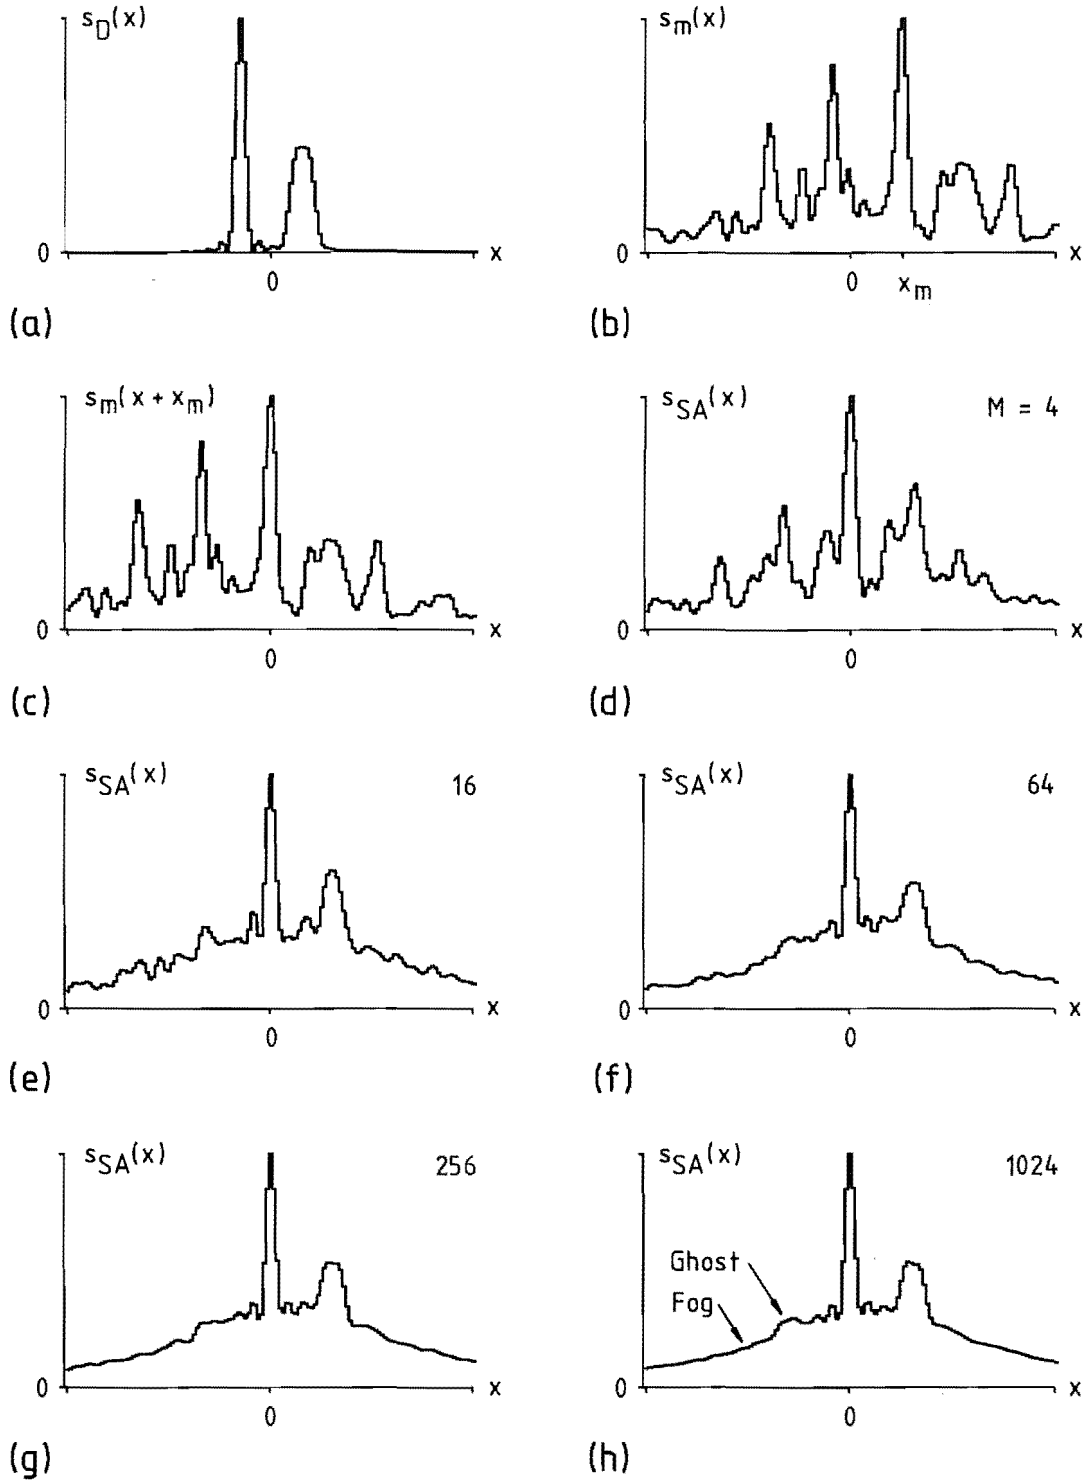 s_D(x)
0
x
0
(a)
s_m(x)
0
x
0
x_m
(b)
s_m(x + x_m)
0
x
0
(c)
s_SA(x)
M = 4
0
x
0
(d)
s_SA(x)
16
0
x
0
(e)
s_SA(x)
64
0
x
0
(f)
s_SA(x)
256
0
x
0
(g)
s_SA(x)
1024
Ghost
Fog
0
x
0
(h)